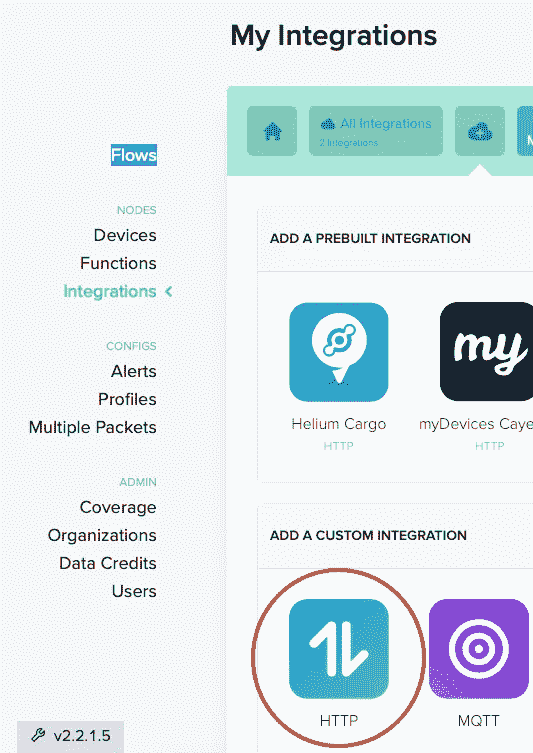 My Integrations
All Integrations
2 Integrations
Flows
NODES
Devices
Functions
Integrations
CONFIGS
Alerts
Profiles
Multiple Packets
ADMIN
Coverage
Organizations
Data Credits
Users
v2.2.1.5
ADD A PREBUILT INTEGRATION
my
Helium Cargo
HTTP
myDevices Caye
HTTP
ADD A CUSTOM INTEGRATION
HTTP
MQTT